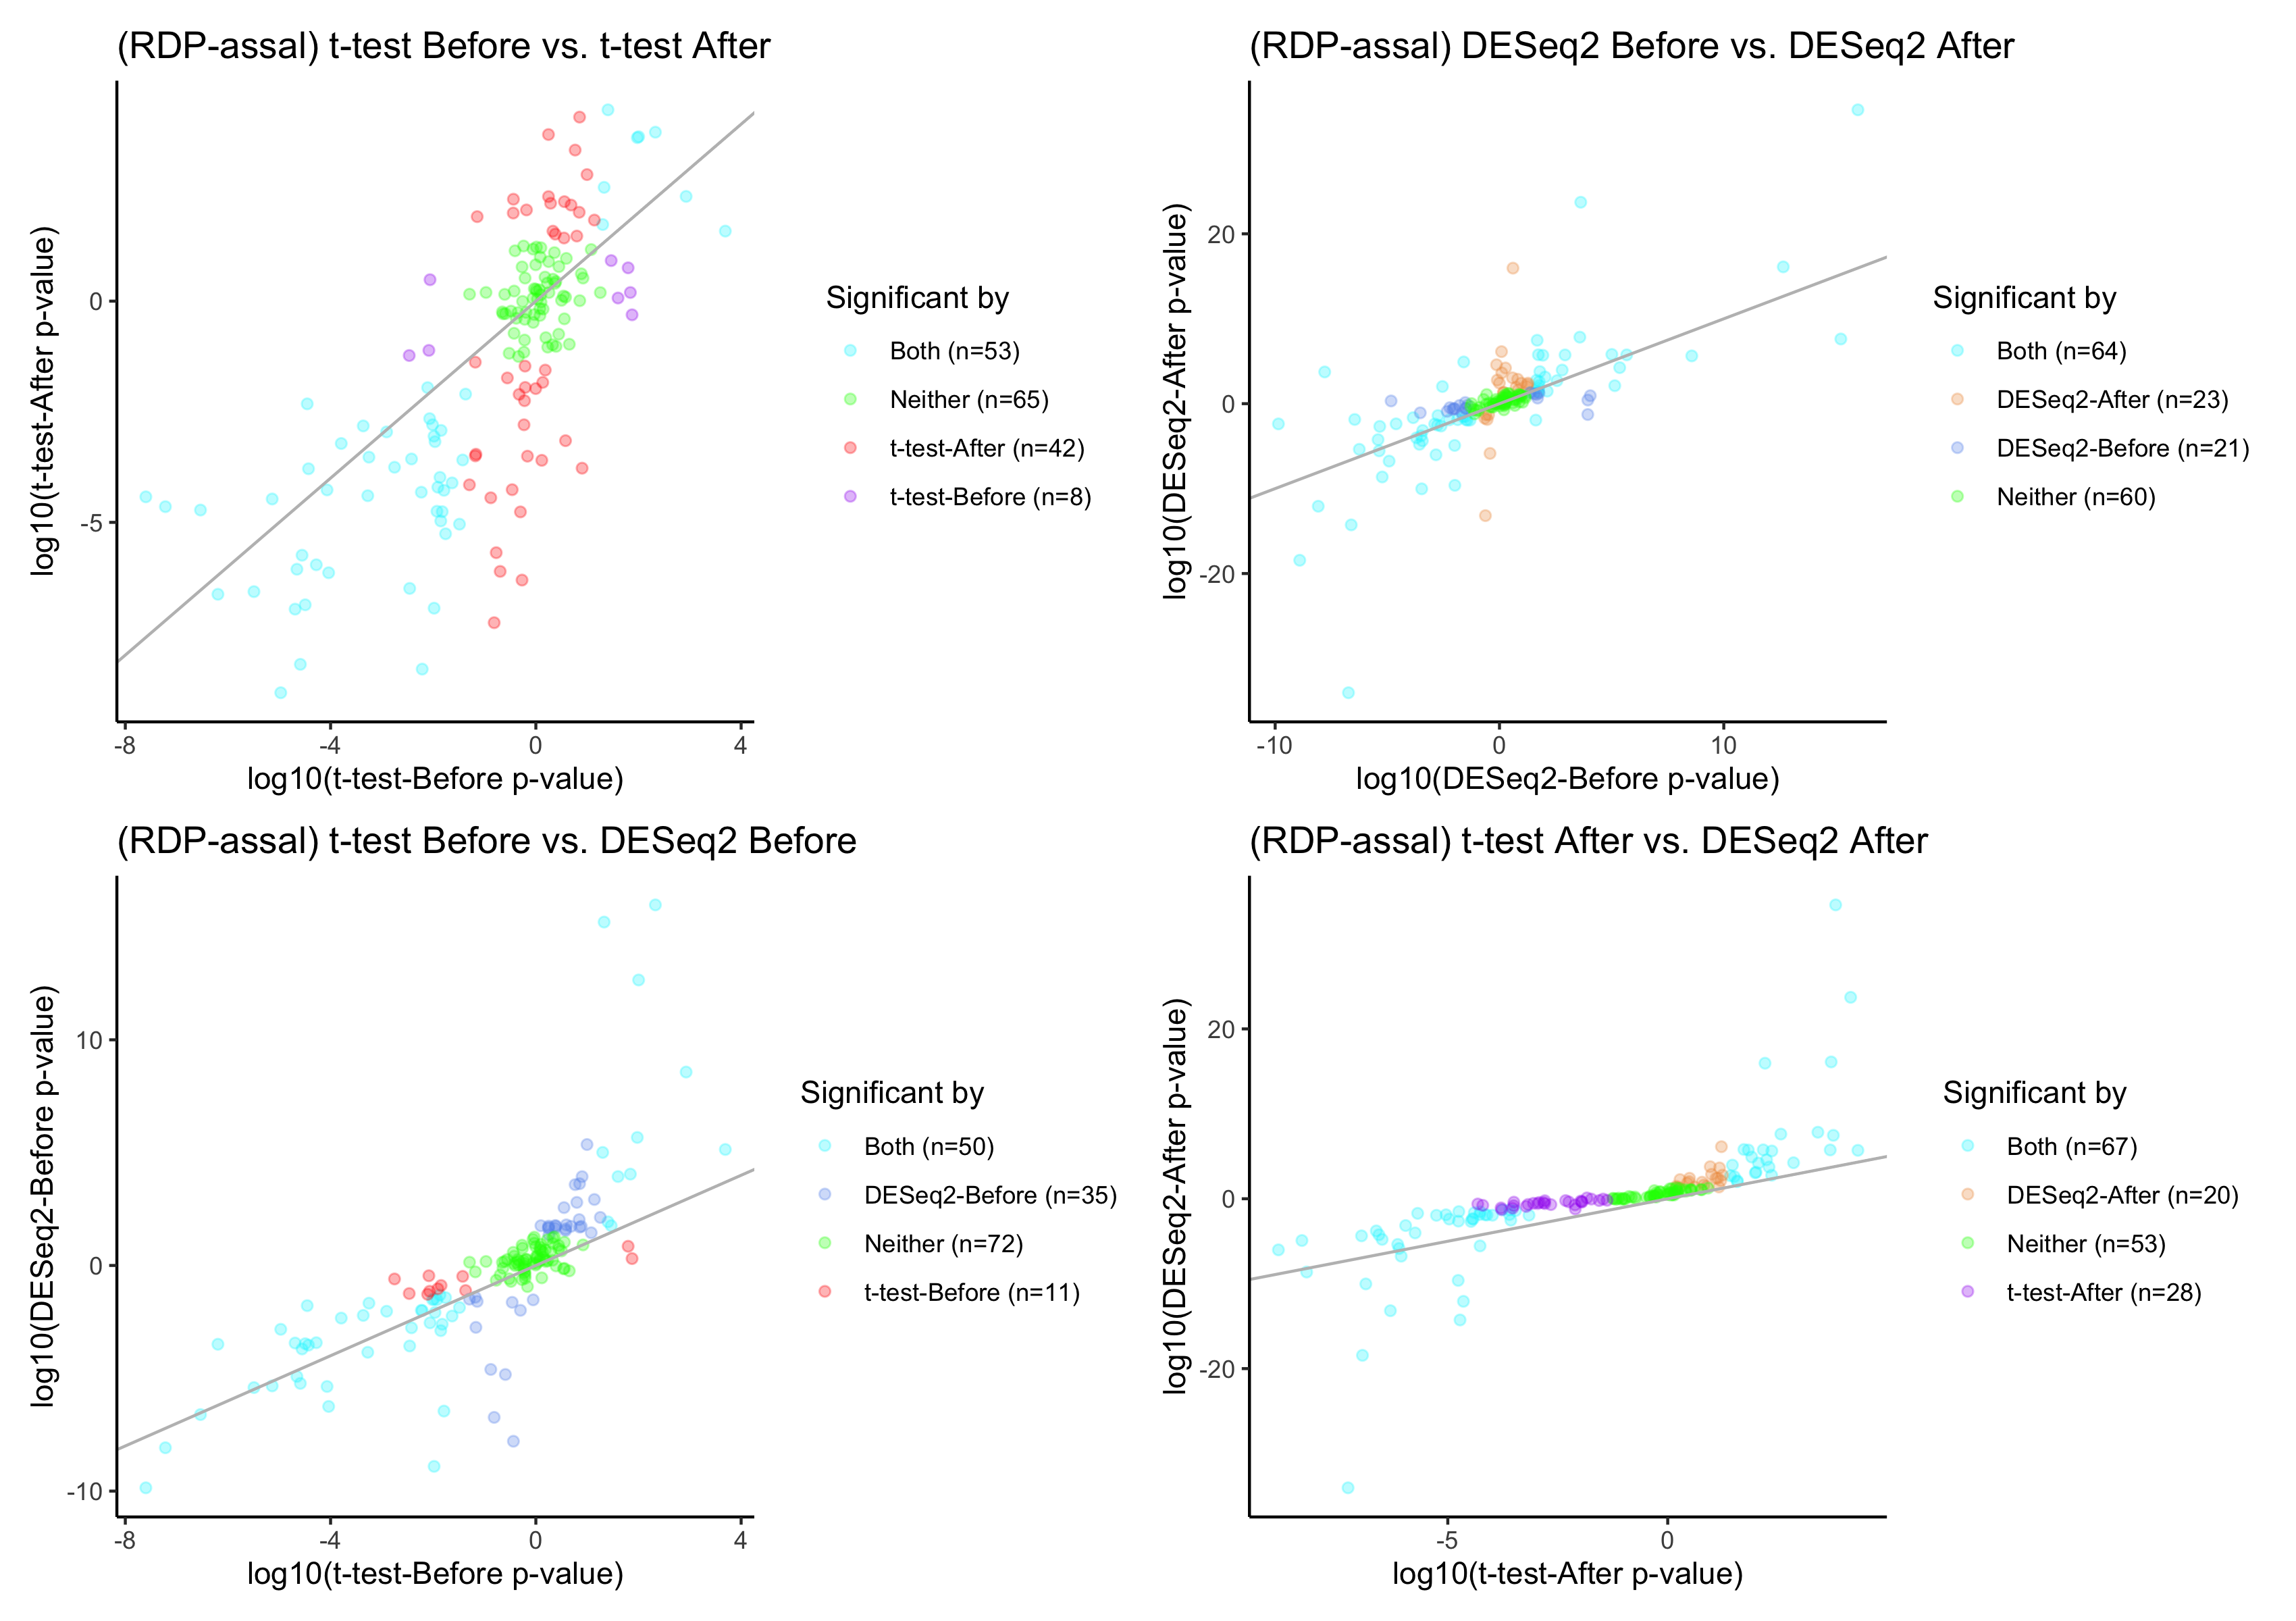 (RDP-assal) t-test Before vs. t-test After
log10(t-test-After p-value)
0
-5
-8
-4
0
4
log10(t-test-Before p-value)
Significant by
Both (n=53)
Neither (n=65)
t-test-After (n=42)
t-test-Before (n=8)
(RDP-assal) DESeq2 Before vs. DESeq2 After
log10(DESeq2-After p-value)
20
0
-20
-10
0
10
log10(DESeq2-Before p-value)
Significant by
Both (n=64)
DESeq2-After (n=23)
DESeq2-Before (n=21)
Neither (n=60)
(RDP-assal) t-test Before vs. DESeq2 Before
log10(DESeq2-Before p-value)
10
0
-10
-8
-4
0
4
log10(t-test-Before p-value)
Significant by
Both (n=50)
DESeq2-Before (n=35)
Neither (n=72)
t-test-Before (n=11)
(RDP-assal) t-test After vs. DESeq2 After
log10(DESeq2-After p-value)
20
0
-20
-5
0
log10(t-test-After p-value)
Significant by
Both (n=67)
DESeq2-After (n=20)
Neither (n=53)
t-test-After (n=28)